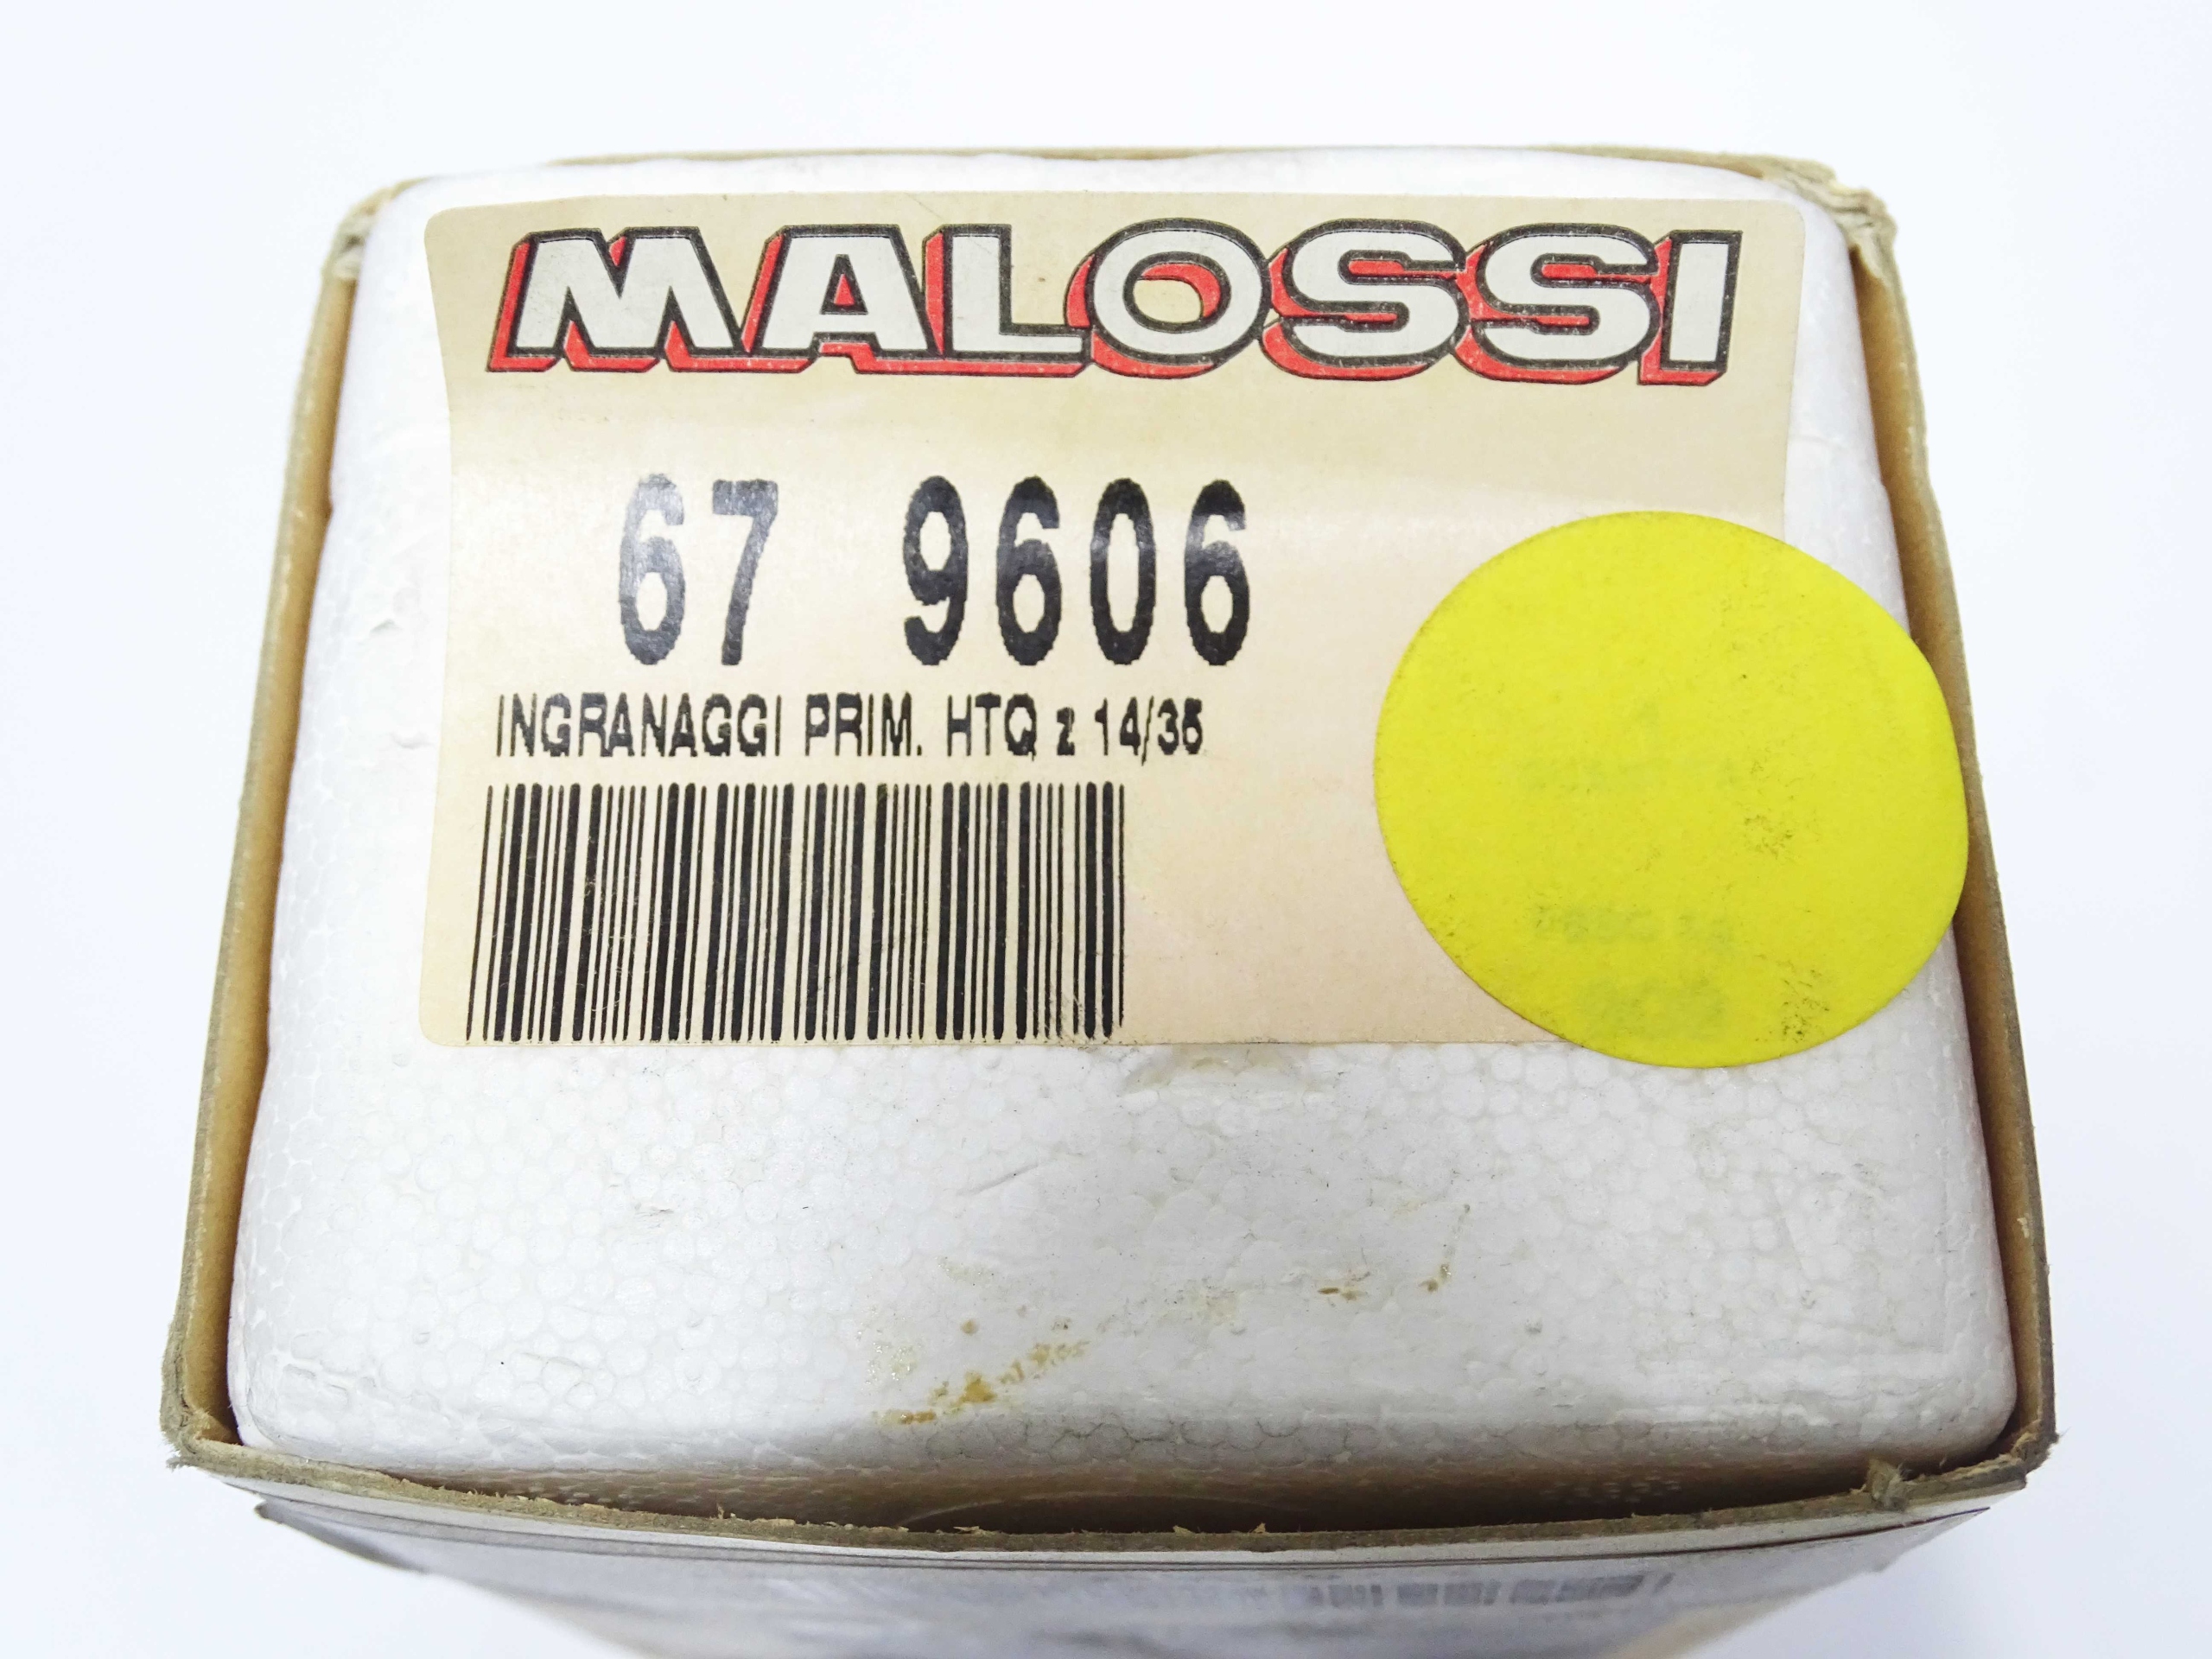 MALOSSI
67 9606
INGRANAGGI PRIM. HTQ z 14/35